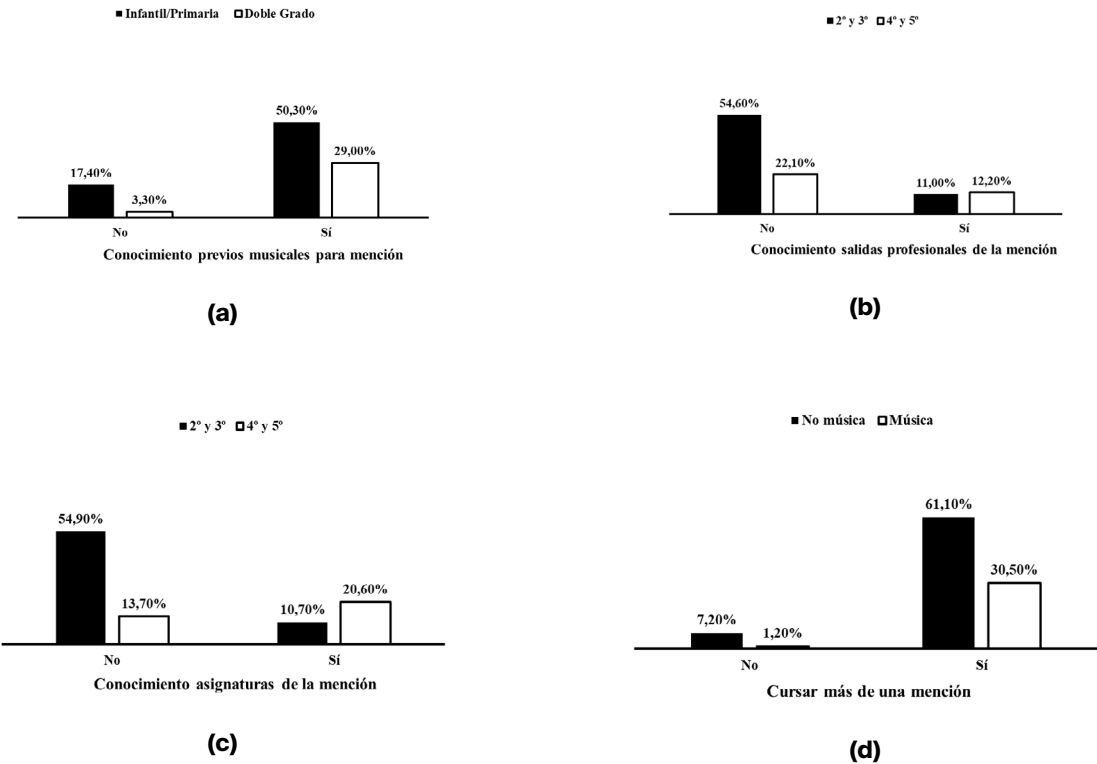 ■ Infantil/Primaria □ Doble Grado
50,30%
29,00%
17,40%
3,30%
No Sí
Conocimiento previos musicales para mención
(a)
■ 2º y 3º □ 4º y 5º
54,60%
22,10%
11,00% 12,20%
No Sí
Conocimiento salidas profesionales de la mención
(b)
■ 2º y 3º □ 4º y 5º
54,90%
13,70%
10,70%
20,60%
No Sí
Conocimiento asignaturas de la mención
(c)
■ No música □ Música
61,10%
30,50%
7,20%
1,20%
No Sí
Cursar más de una mención
(d)